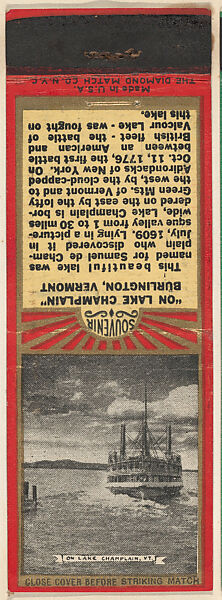 Made in U.S.A.
THE DIAMOND MATCH CO. N.Y.C.
"ON LAKE CHAMPLAIN"
BURLINGTON, VERMONT
This beautiful lake was
named for Samuel de Cham-
plain who discovered it in
July, 1609. Lying in a pictur-
esque valley from 1 to 30 miles
wide, Lake Champlain is bor-
dered on the east by the lofty
Green Mts. of Vermont and to
the west, by the cloud-capped
Adirondacks of New York. On
Oct. 11, 1776, the first battle
between an American and
British fleet - the battle of
Valcour Lake - was fought on
this lake.
SOUVENIR
ON LAKE CHAMPLAIN, VT.
CLOSE COVER BEFORE STRIKING MATCH